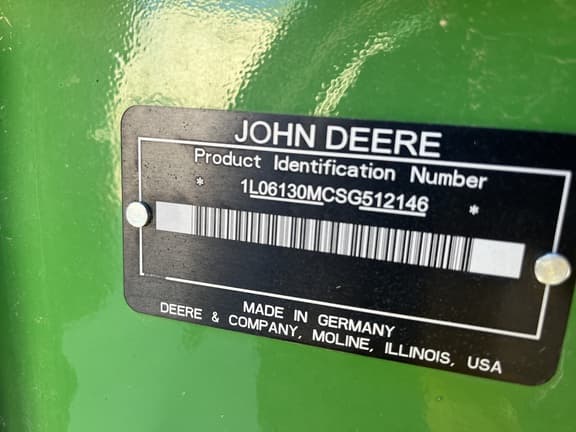 JOHN DEERE
Product Identification Number
* 1L06130MCSG512146 *
MADE IN GERMANY
DEERE & COMPANY, MOLINE, ILLINOIS, USA